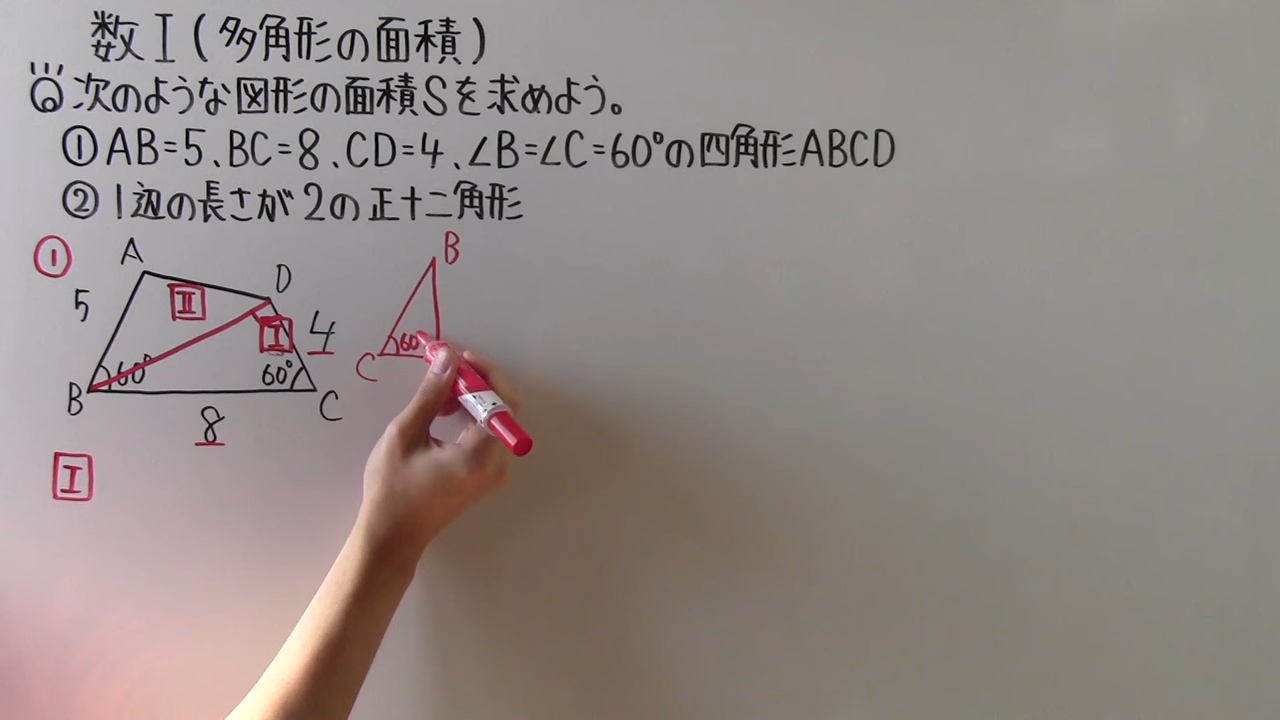 数I(多角形の面積)
Q 次のような図形の面積Sを求めよう。
①AB=5、BC=8、CD=4、∠B=∠C=60°の四角形ABCD
②1辺の長さが2の正十二角形
①
A
D
5
II
I
4
60°
60°
B
8
C
B
60
C
I